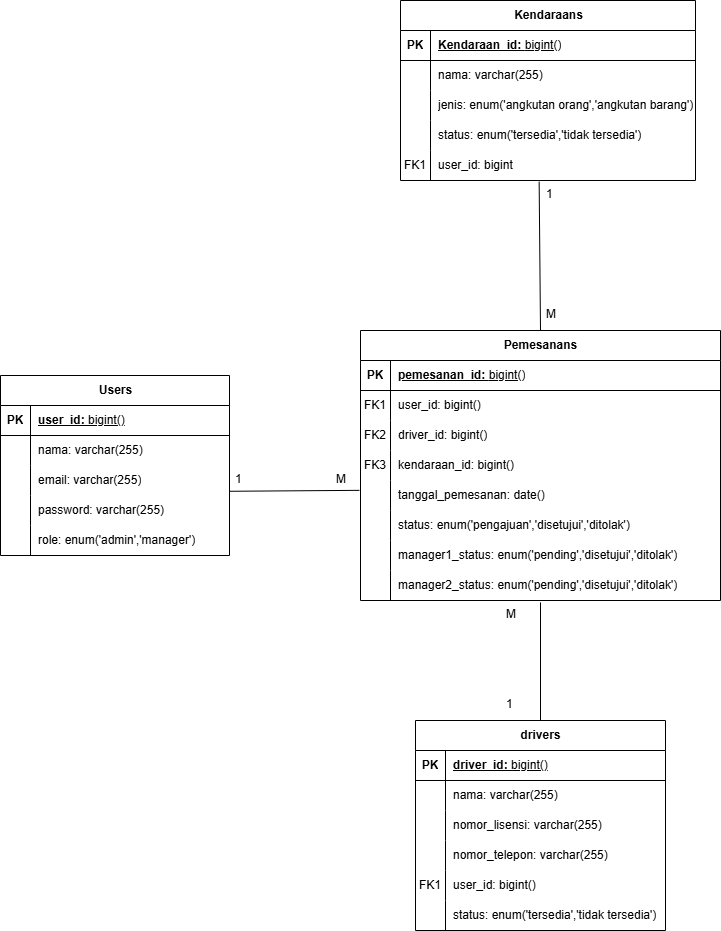 Kendaraans
PK Kendaraan_id: bigint()
nama: varchar(255)
jenis: enum('angkutan orang','angkutan barang')
status: enum('tersedia','tidak tersedia')
FK1 user_id: bigint
1
M
Pemesanans
PK pemesanan_id: bigint()
FK1 user_id: bigint()
FK2 driver_id: bigint()
FK3 kendaraan_id: bigint()
tanggal_pemesanan: date()
status: enum('pengajuan','disetujui','ditolak')
manager1_status: enum('pending','disetujui','ditolak')
manager2_status: enum('pending','disetujui','ditolak')
Users
PK user_id: bigint()
nama: varchar(255)
email: varchar(255)
password: varchar(255)
role: enum('admin','manager')
1 M
M
1
drivers
PK driver_id: bigint()
nama: varchar(255)
nomor_lisensi: varchar(255)
nomor_telepon: varchar(255)
FK1 user_id: bigint()
status: enum('tersedia','tidak tersedia')